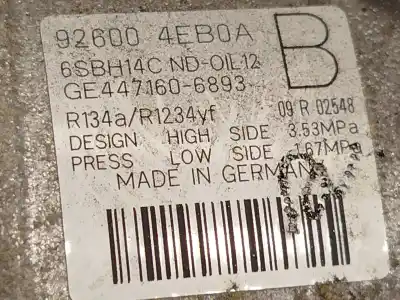 92600 4EB0A
B
6SBH14C ND-OIL12
GE447160-6893
R134a/R1234yf 09 R 02548
DESIGN HIGH SIDE 3.53MPa
PRESS LOW SIDE 1.67MPa
MADE IN GERMANY